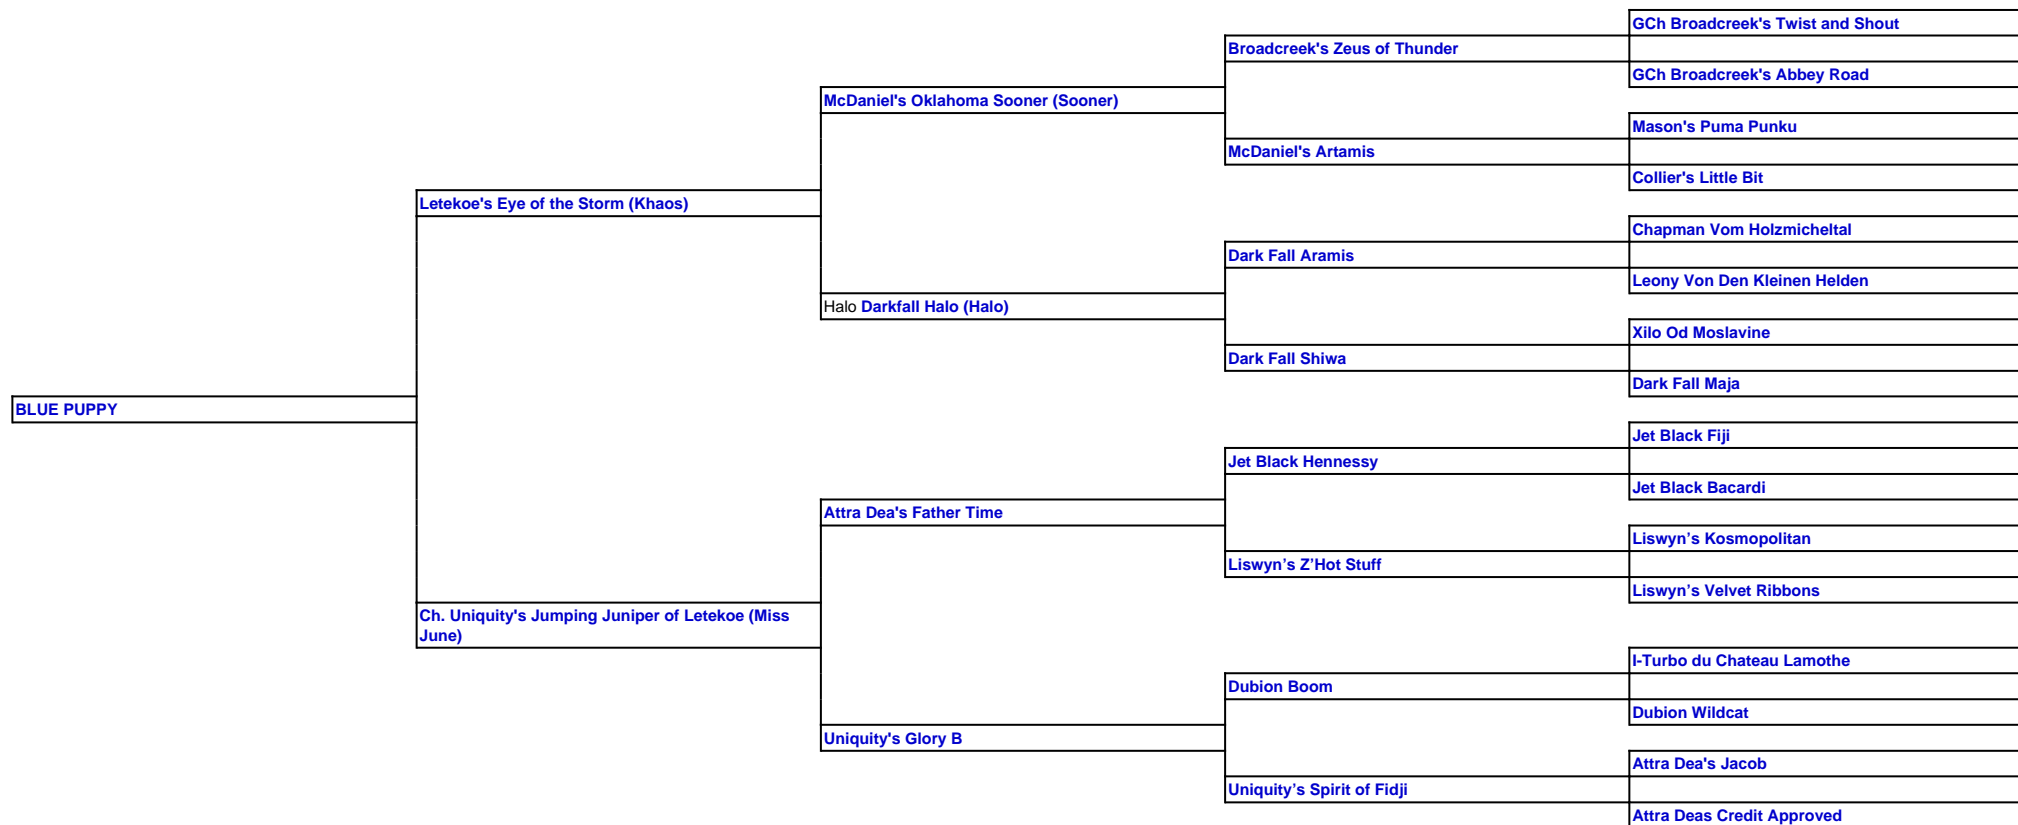 GCh Broadcreek's Twist and Shout
Broadcreek's Zeus of Thunder
GCh Broadcreek's Abbey Road
McDaniel's Oklahoma Sooner (Sooner)
Mason's Puma Punku
McDaniel's Artamis
Collier's Little Bit
Letekoe's Eye of the Storm (Khaos)
Chapman Vom Holzmicheltal
Dark Fall Aramis
Leony Von Den Kleinen Helden
Halo Darkfall Halo (Halo)
Xilo Od Moslavine
Dark Fall Shiwa
Dark Fall Maja
BLUE PUPPY
Jet Black Fiji
Jet Black Hennessy
Jet Black Bacardi
Attra Dea's Father Time
Liswyn’s Kosmopolitan
Liswyn’s Z’Hot Stuff
Liswyn’s Velvet Ribbons
Ch. Uniquity's Jumping Juniper of Letekoe (Miss
June)
I-Turbo du Chateau Lamothe
Dubion Boom
Dubion Wildcat
Uniquity's Glory B
Attra Dea's Jacob
Uniquity’s Spirit of Fidji
Attra Deas Credit Approved